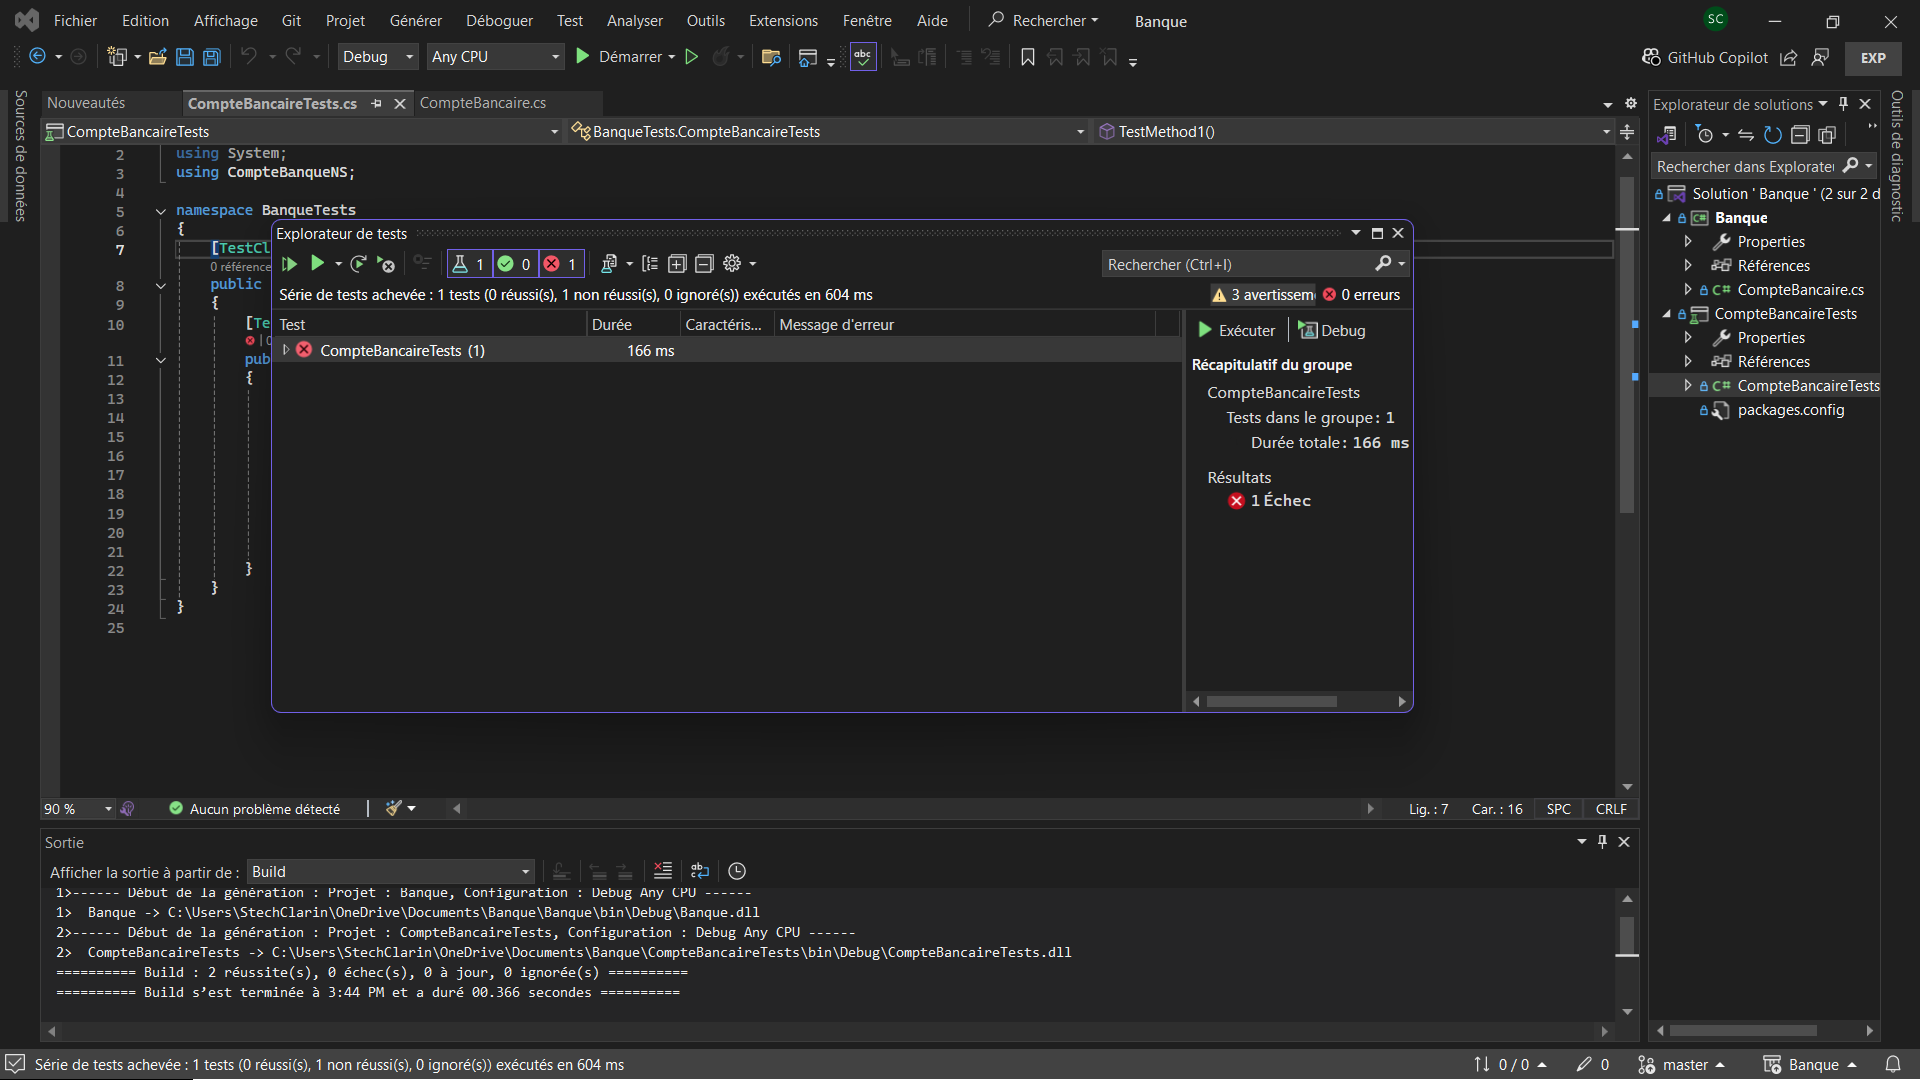 Fichier Edition Affichage Git Projet Générer Déboguer Test Analyser Outils Extensions Fenêtre Aide Rechercher Banque SC
Debug Any CPU Démarrer abc GitHub Copilot EXP
Sources de données
Nouveautés CompteBancaireTests.cs CompteBancaire.cs
CompteBancaireTests BanqueTests.CompteBancaireTests TestMethod1()
2 using System;
3 using CompteBanqueNS;
4
5 namespace BanqueTests
6 {
7 [TestCl
0 référence
8 public
9 {
10 [Te
11 pub
12 {
13
14
15
16
17
18
19
20
21
22 }
23 }
24 }
25
Explorateur de tests
1 0 1 Rechercher (Ctrl+I)
Série de tests achevée : 1 tests (0 réussi(s), 1 non réussi(s), 0 ignoré(s)) exécutés en 604 ms 3 avertissem 0 erreurs
Test Durée Caractéris... Message d'erreur
CompteBancaireTests (1) 166 ms
Exécuter Debug
Récapitulatif du groupe
CompteBancaireTests
Tests dans le groupe: 1
Durée totale: 166 ms
Résultats
1 Échec
90 % Aucun problème détecté Lig. : 7 Car. : 16 SPC CRLF
Explorateur de solutions
Rechercher dans Explorate
Solution ' Banque ' (2 sur 2 d
C# Banque
Properties
Références
C# CompteBancaire.cs
CompteBancaireTests
Properties
Références
C# CompteBancaireTests
packages.config
Outils de diagnostic
Sortie
Afficher la sortie à partir de : Build
1>------ Début de la génération : Projet : Banque, Configuration : Debug Any CPU ------
1>  Banque -> C:\Users\StechClarin\OneDrive\Documents\Banque\Banque\bin\Debug\Banque.dll
2>------ Début de la génération : Projet : CompteBancaireTests, Configuration : Debug Any CPU ------
2>  CompteBancaireTests -> C:\Users\StechClarin\OneDrive\Documents\Banque\CompteBancaireTests\bin\Debug\CompteBancaireTests.dll
========== Build : 2 réussite(s), 0 échec(s), 0 à jour, 0 ignorée(s) ==========
========== Build s’est terminée à 3:44 PM et a duré 00.366 secondes ==========
Série de tests achevée : 1 tests (0 réussi(s), 1 non réussi(s), 0 ignoré(s)) exécutés en 604 ms 0 / 0 0 master Banque